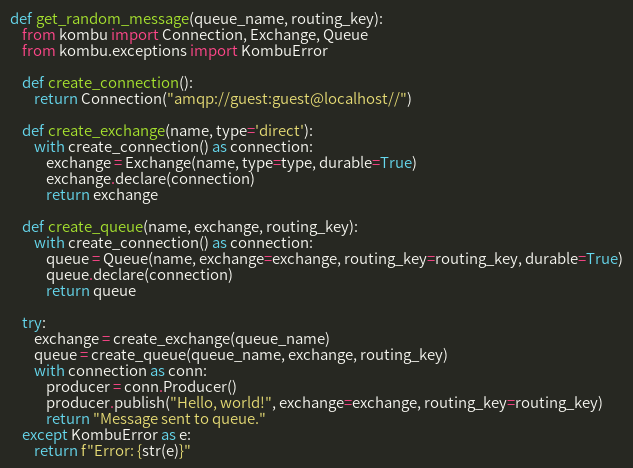 def get_random_message(queue_name, routing_key):
    from kombu import Connection, Exchange, Queue
    from kombu.exceptions import KombuError

    def create_connection():
        return Connection("amqp://guest:guest@localhost//")

    def create_exchange(name, type='direct'):
        with create_connection() as connection:
            exchange = Exchange(name, type=type, durable=True)
            exchange.declare(connection)
            return exchange

    def create_queue(name, exchange, routing_key):
        with create_connection() as connection:
            queue = Queue(name, exchange=exchange, routing_key=routing_key, durable=True)
            queue.declare(connection)
            return queue

    try:
        exchange = create_exchange(queue_name)
        queue = create_queue(queue_name, exchange, routing_key)
        with connection as conn:
            producer = conn.Producer()
            producer.publish("Hello, world!", exchange=exchange, routing_key=routing_key)
            return "Message sent to queue."
    except KombuError as e:
        return f"Error: {str(e)}"